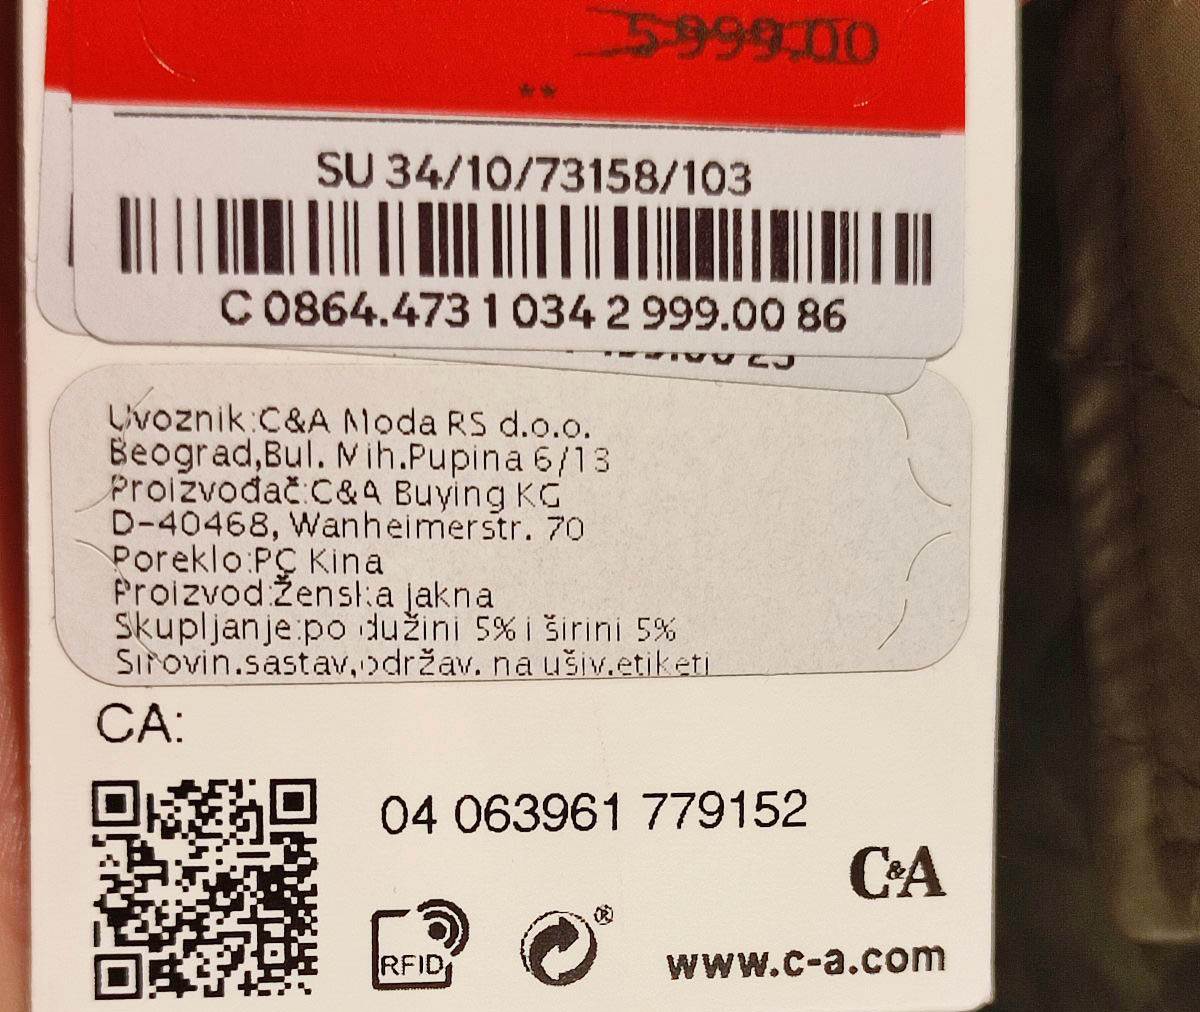 5 999.00
**
SU 34/10/73158/103
C 0864.473 1 034 2 999.00 86
Uvoznik:C&A Moda RS d.o.o.
Beograd,Bul. Mih.Pupina 6/13
Proizvođač:C&A Buying KG
D-40468, Wanheimerstr. 70
Poreklo:PC Kina
Proizvod:Ženska jakna
Skupljanje:po dužini 5% i širini 5%
Sirovin.sastav,održav. na ušiv.etiketi
CA:
04 063961 779152
C&A
RFID
®
www.c-a.com